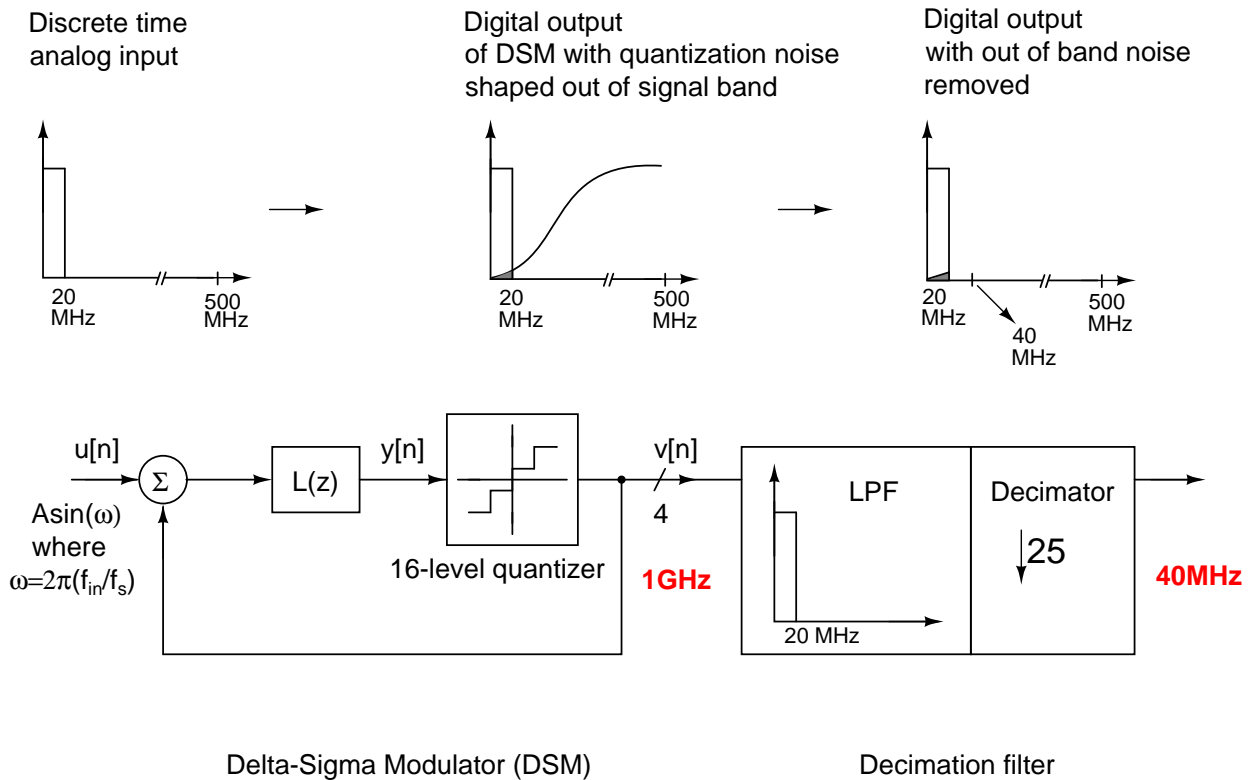 Discrete time
analog input
Digital output
of DSM with quantization noise
shaped out of signal band
Digital output
with out of band noise
removed
20
MHz
500
MHz
20
MHz
500
MHz
20
MHz
40
MHz
500
MHz
u[n]
Σ
L(z)
y[n]
v[n]
4
Asin(ω)
where
ω=2π(f_in/f_s)
16-level quantizer
1GHz
LPF
20 MHz
Decimator
↓25
40MHz
Delta-Sigma Modulator (DSM)
Decimation filter